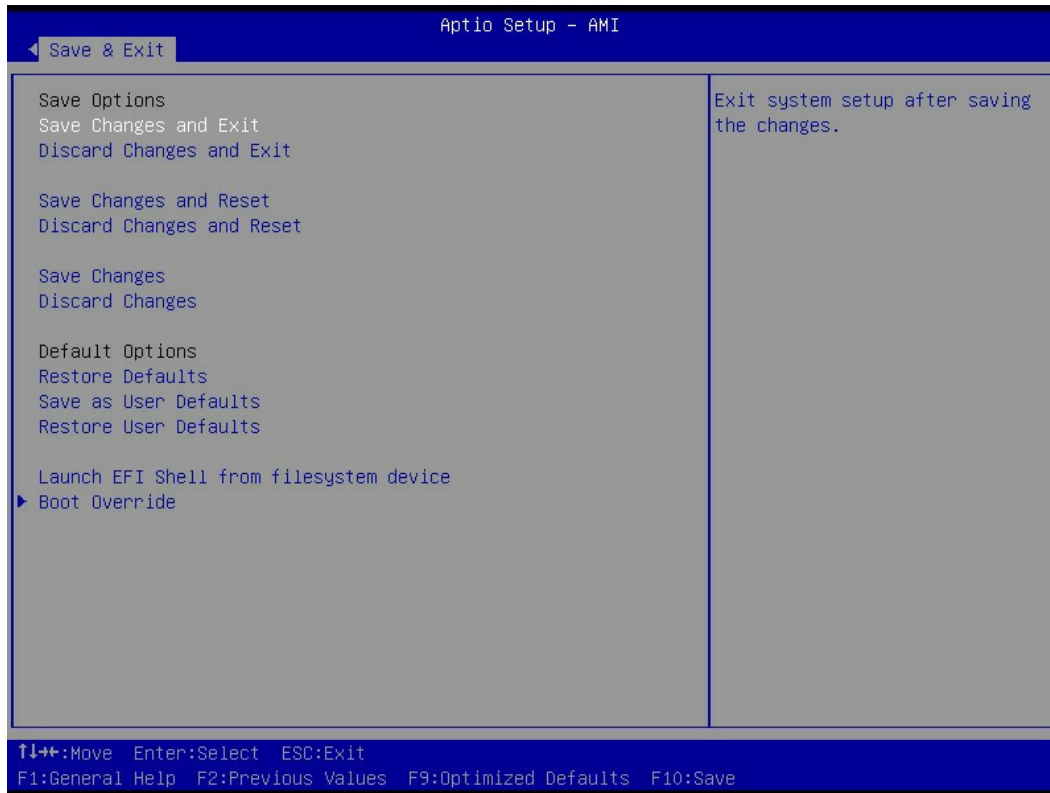 Aptio Setup – AMI
Save & Exit
Save Options
Save Changes and Exit
Discard Changes and Exit
Save Changes and Reset
Discard Changes and Reset
Save Changes
Discard Changes
Default Options
Restore Defaults
Save as User Defaults
Restore User Defaults
Launch EFI Shell from filesystem device
Boot Override
Exit system setup after saving
the changes.
↑↓→←:Move Enter:Select ESC:Exit
F1:General Help F2:Previous Values F9:Optimized Defaults F10:Save